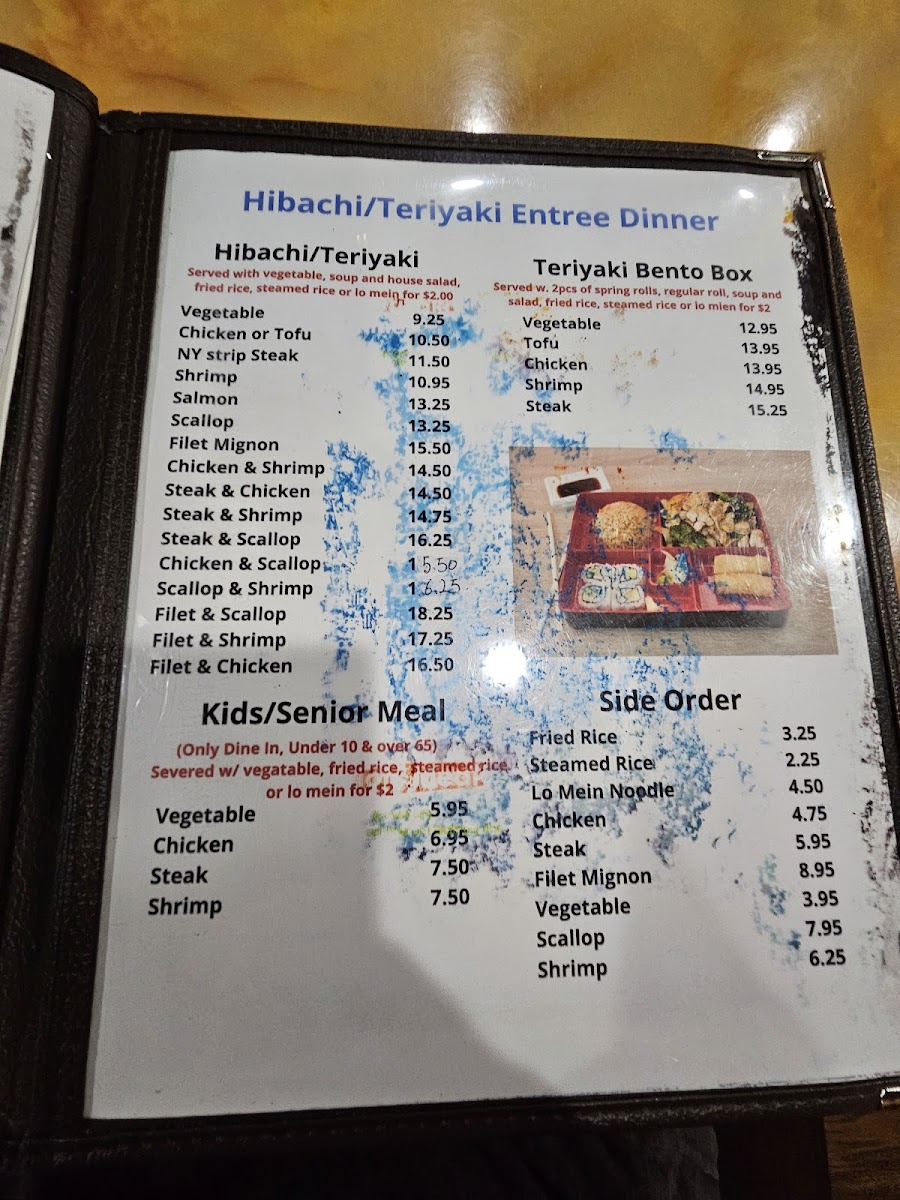 Hibachi/Teriyaki Entree Dinner
Hibachi/Teriyaki
Served with vegetable, soup and house salad,
fried rice, steamed rice or lo mein for $2.00
Vegetable 9.25
Chicken or Tofu 10.50
NY strip Steak 11.50
Shrimp 10.95
Salmon 13.25
Scallop 13.25
Filet Mignon 15.50
Chicken & Shrimp 14.50
Steak & Chicken 14.50
Steak & Shrimp 14.75
Steak & Scallop 16.25
Chicken & Scallop 15.50
Scallop & Shrimp 16.25
Filet & Scallop 18.25
Filet & Shrimp 17.25
Filet & Chicken 16.50
Kids/Senior Meal
(Only Dine In, Under 10 & over 65)
Severed w/ vegatable, fried rice, steamed rice
or lo mein for $2
Vegetable 5.95
Chicken 6.95
Steak 7.50
Shrimp 7.50
Teriyaki Bento Box
Served w. 2pcs of spring rolls, regular roll, soup and
salad, fried rice, steamed rice or lo mien for $2
Vegetable 12.95
Tofu 13.95
Chicken 13.95
Shrimp 14.95
Steak 15.25
Side Order
Fried Rice 3.25
Steamed Rice 2.25
Lo Mein Noodle 4.50
Chicken 4.75
Steak 5.95
Filet Mignon 8.95
Vegetable 3.95
Scallop 7.95
Shrimp 6.25